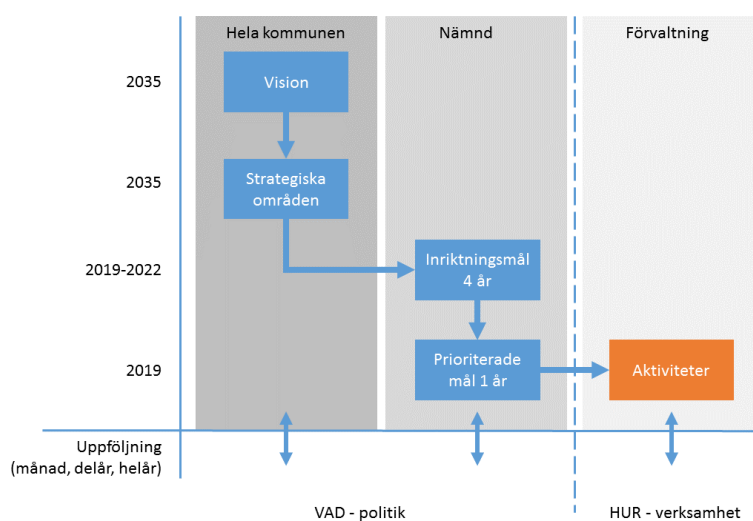 Hela kommunen
Nämnd
Förvaltning
2035
Vision
2035
Strategiska
områden
2019-2022
Inriktningsmål
4 år
2019
Prioriterade
mål 1 år
Aktiviteter
Uppföljning
(månad, delår, helår)
VAD - politik
HUR - verksamhet